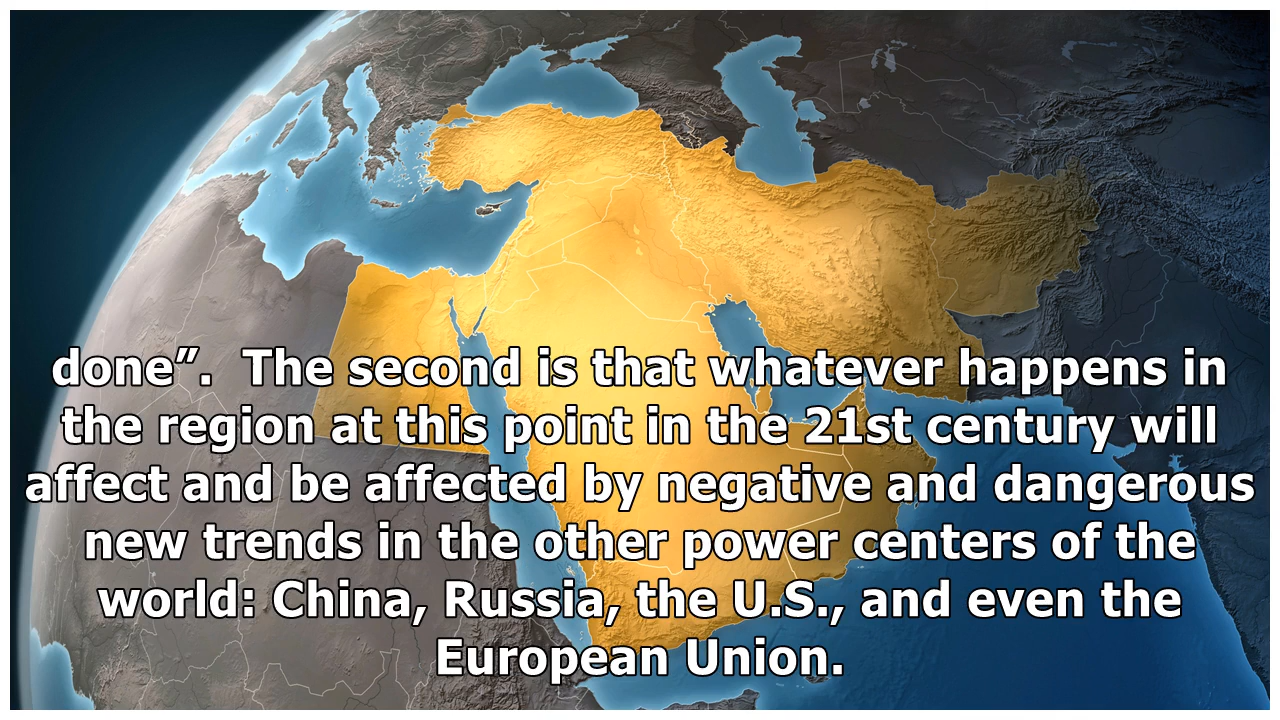 done”.  The second is that whatever happens in
the region at this point in the 21st century will
affect and be affected by negative and dangerous
new trends in the other power centers of the
world: China, Russia, the U.S., and even the
European Union.